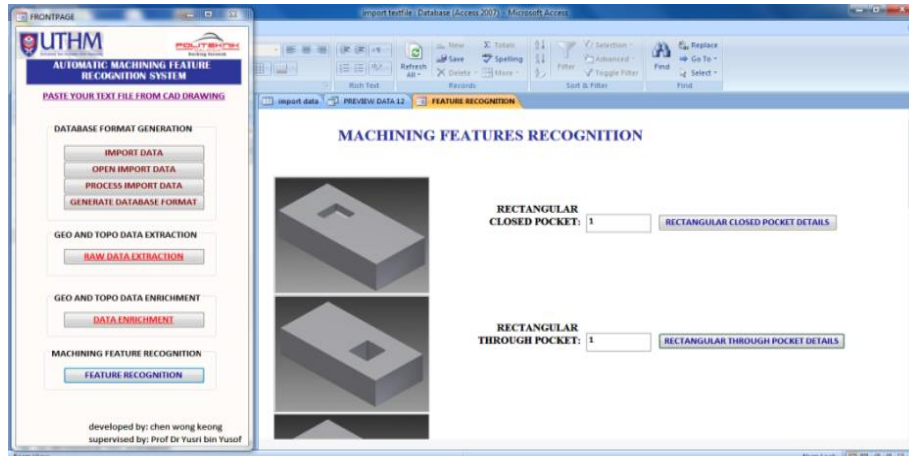 FRONTPAGE
UTHM
POLITEKNIK
AUTOMATIC MACHINING FEATURE
RECOGNITION SYSTEM
PASTE YOUR TEXT FILE FROM CAD DRAWING
DATABASE FORMAT GENERATION
IMPORT DATA
OPEN IMPORT DATA
PROCESS IMPORT DATA
GENERATE DATABASE FORMAT
GEO AND TOPO DATA EXTRACTION
RAW DATA EXTRACTION
GEO AND TOPO DATA ENRICHMENT
DATA ENRICHMENT
MACHINING FEATURE RECOGNITION
FEATURE RECOGNITION
developed by: chen wong keong
supervised by: Prof Dr Yusri bin Yusof
import textfile : Database (Access 2007) - Microsoft Access
New Totals Selection Replace
Refresh All Save Spelling Filter Advanced Find Go To
Delete More Toggle Filter Select
Rich Text Records Sort & Filter Find
import data PREVIEW DATA 12 FEATURE RECOGNITION
MACHINING FEATURES RECOGNITION
RECTANGULAR
CLOSED POCKET: 1 RECTANGULAR CLOSED POCKET DETAILS
RECTANGULAR
THROUGH POCKET: 1 RECTANGULAR THROUGH POCKET DETAILS
Num Lock